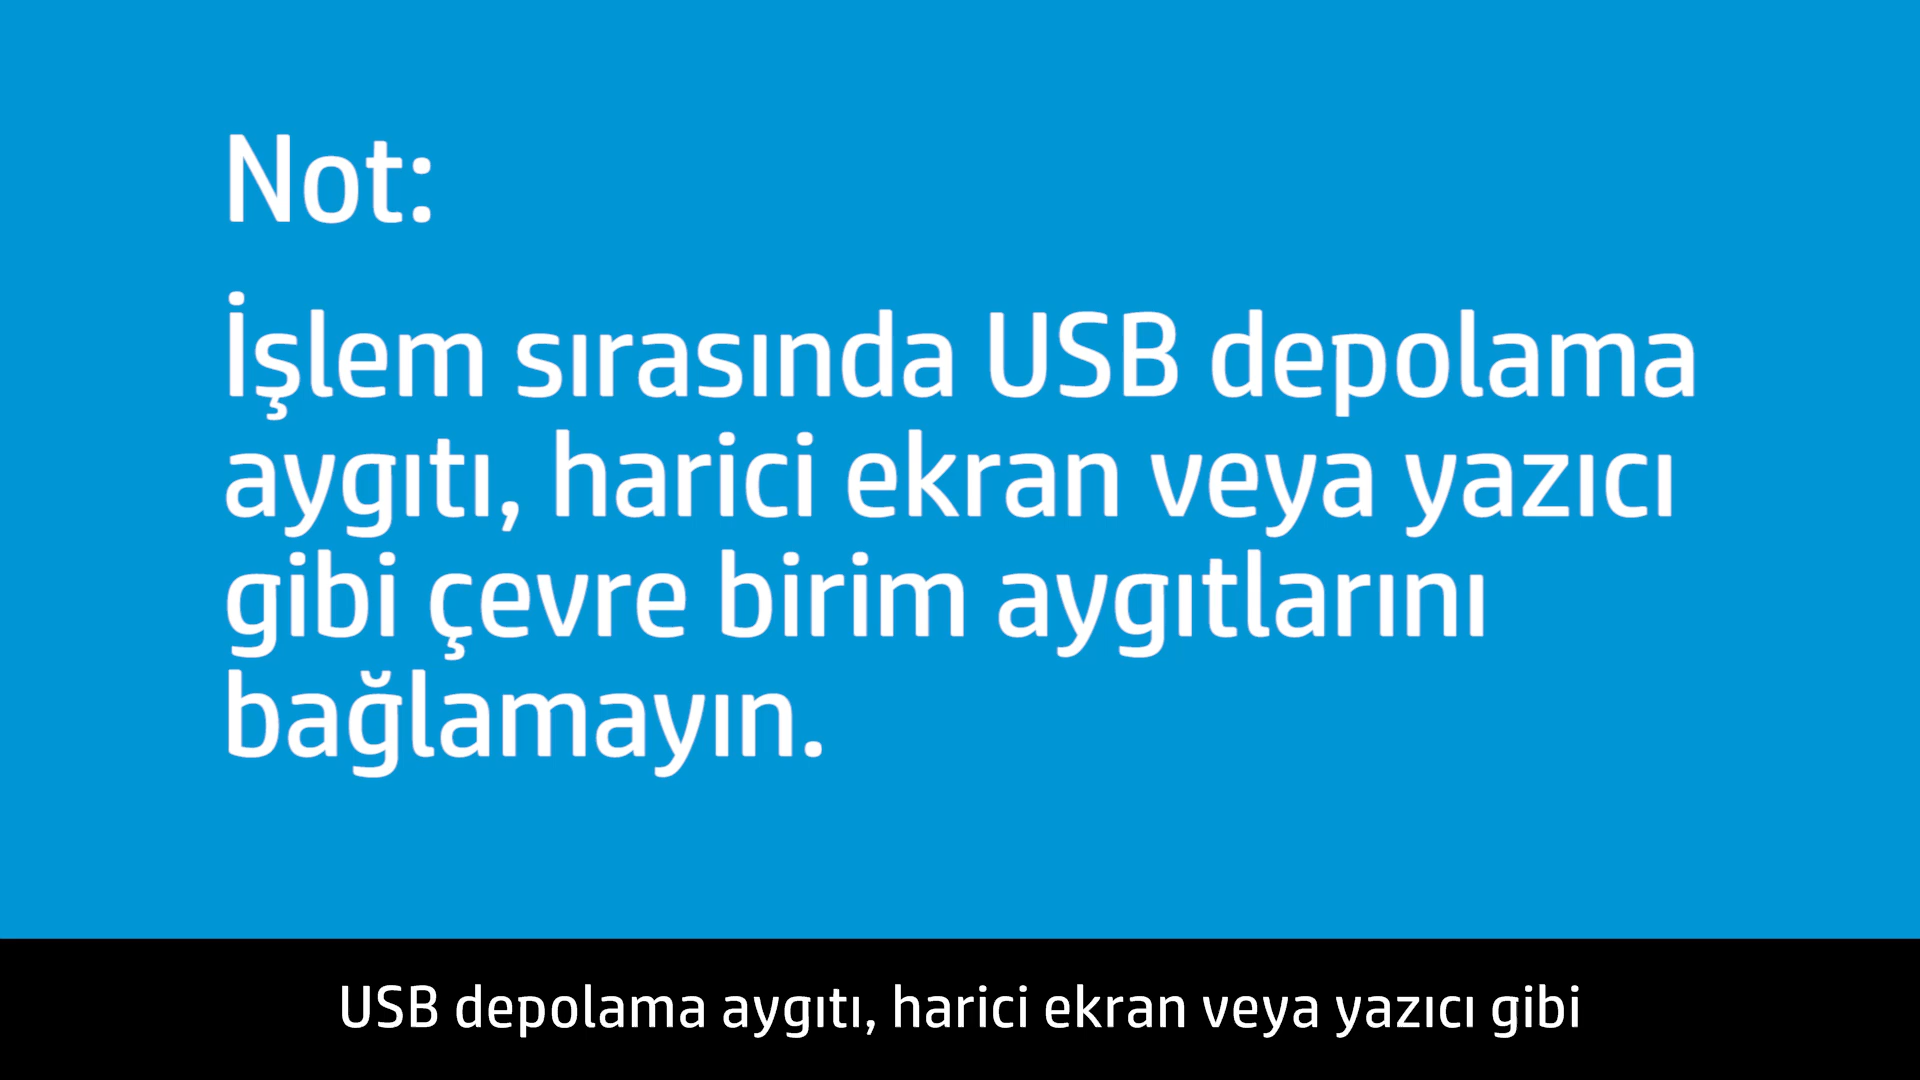 Not:
İşlem sırasında USB depolama
aygıtı, harici ekran veya yazıcı
gibi çevre birim aygıtlarını
bağlamayın.
USB depolama aygıtı, harici ekran veya yazıcı gibi